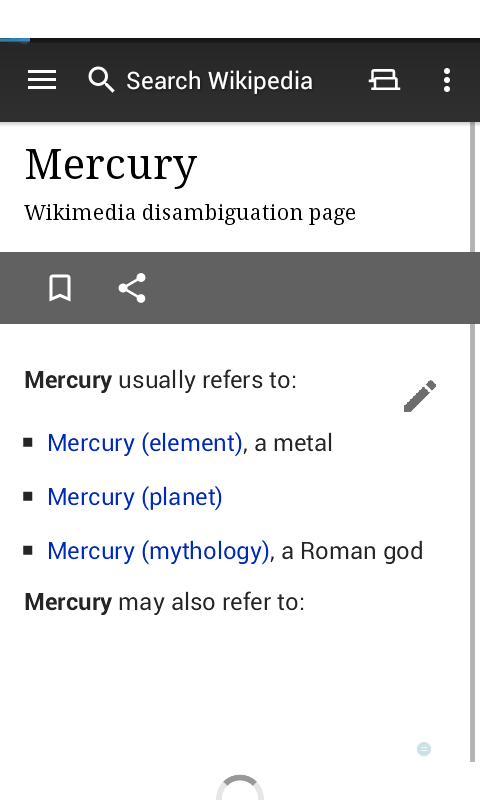 Search Wikipedia
Mercury
Wikimedia disambiguation page
Mercury usually refers to:
Mercury (element), a metal
Mercury (planet)
Mercury (mythology), a Roman god
Mercury may also refer to: